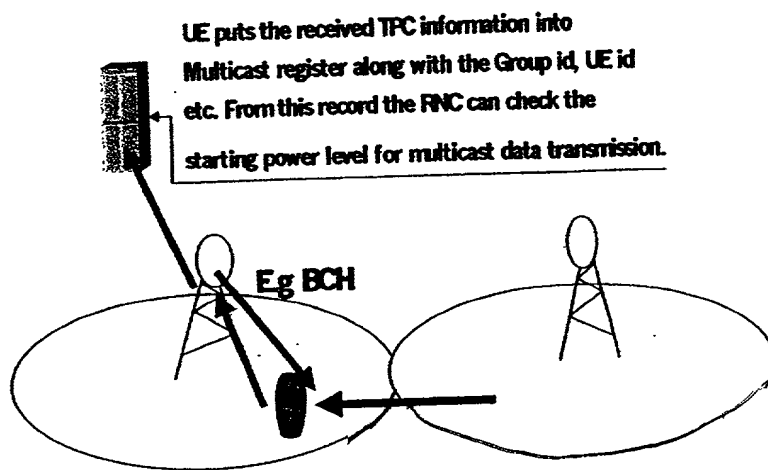 UE puts the received TPC information into
Multicast register along with the Group id, UE id
etc. From this record the RNC can check the
starting power level for multicast data transmission.
E.g BCH